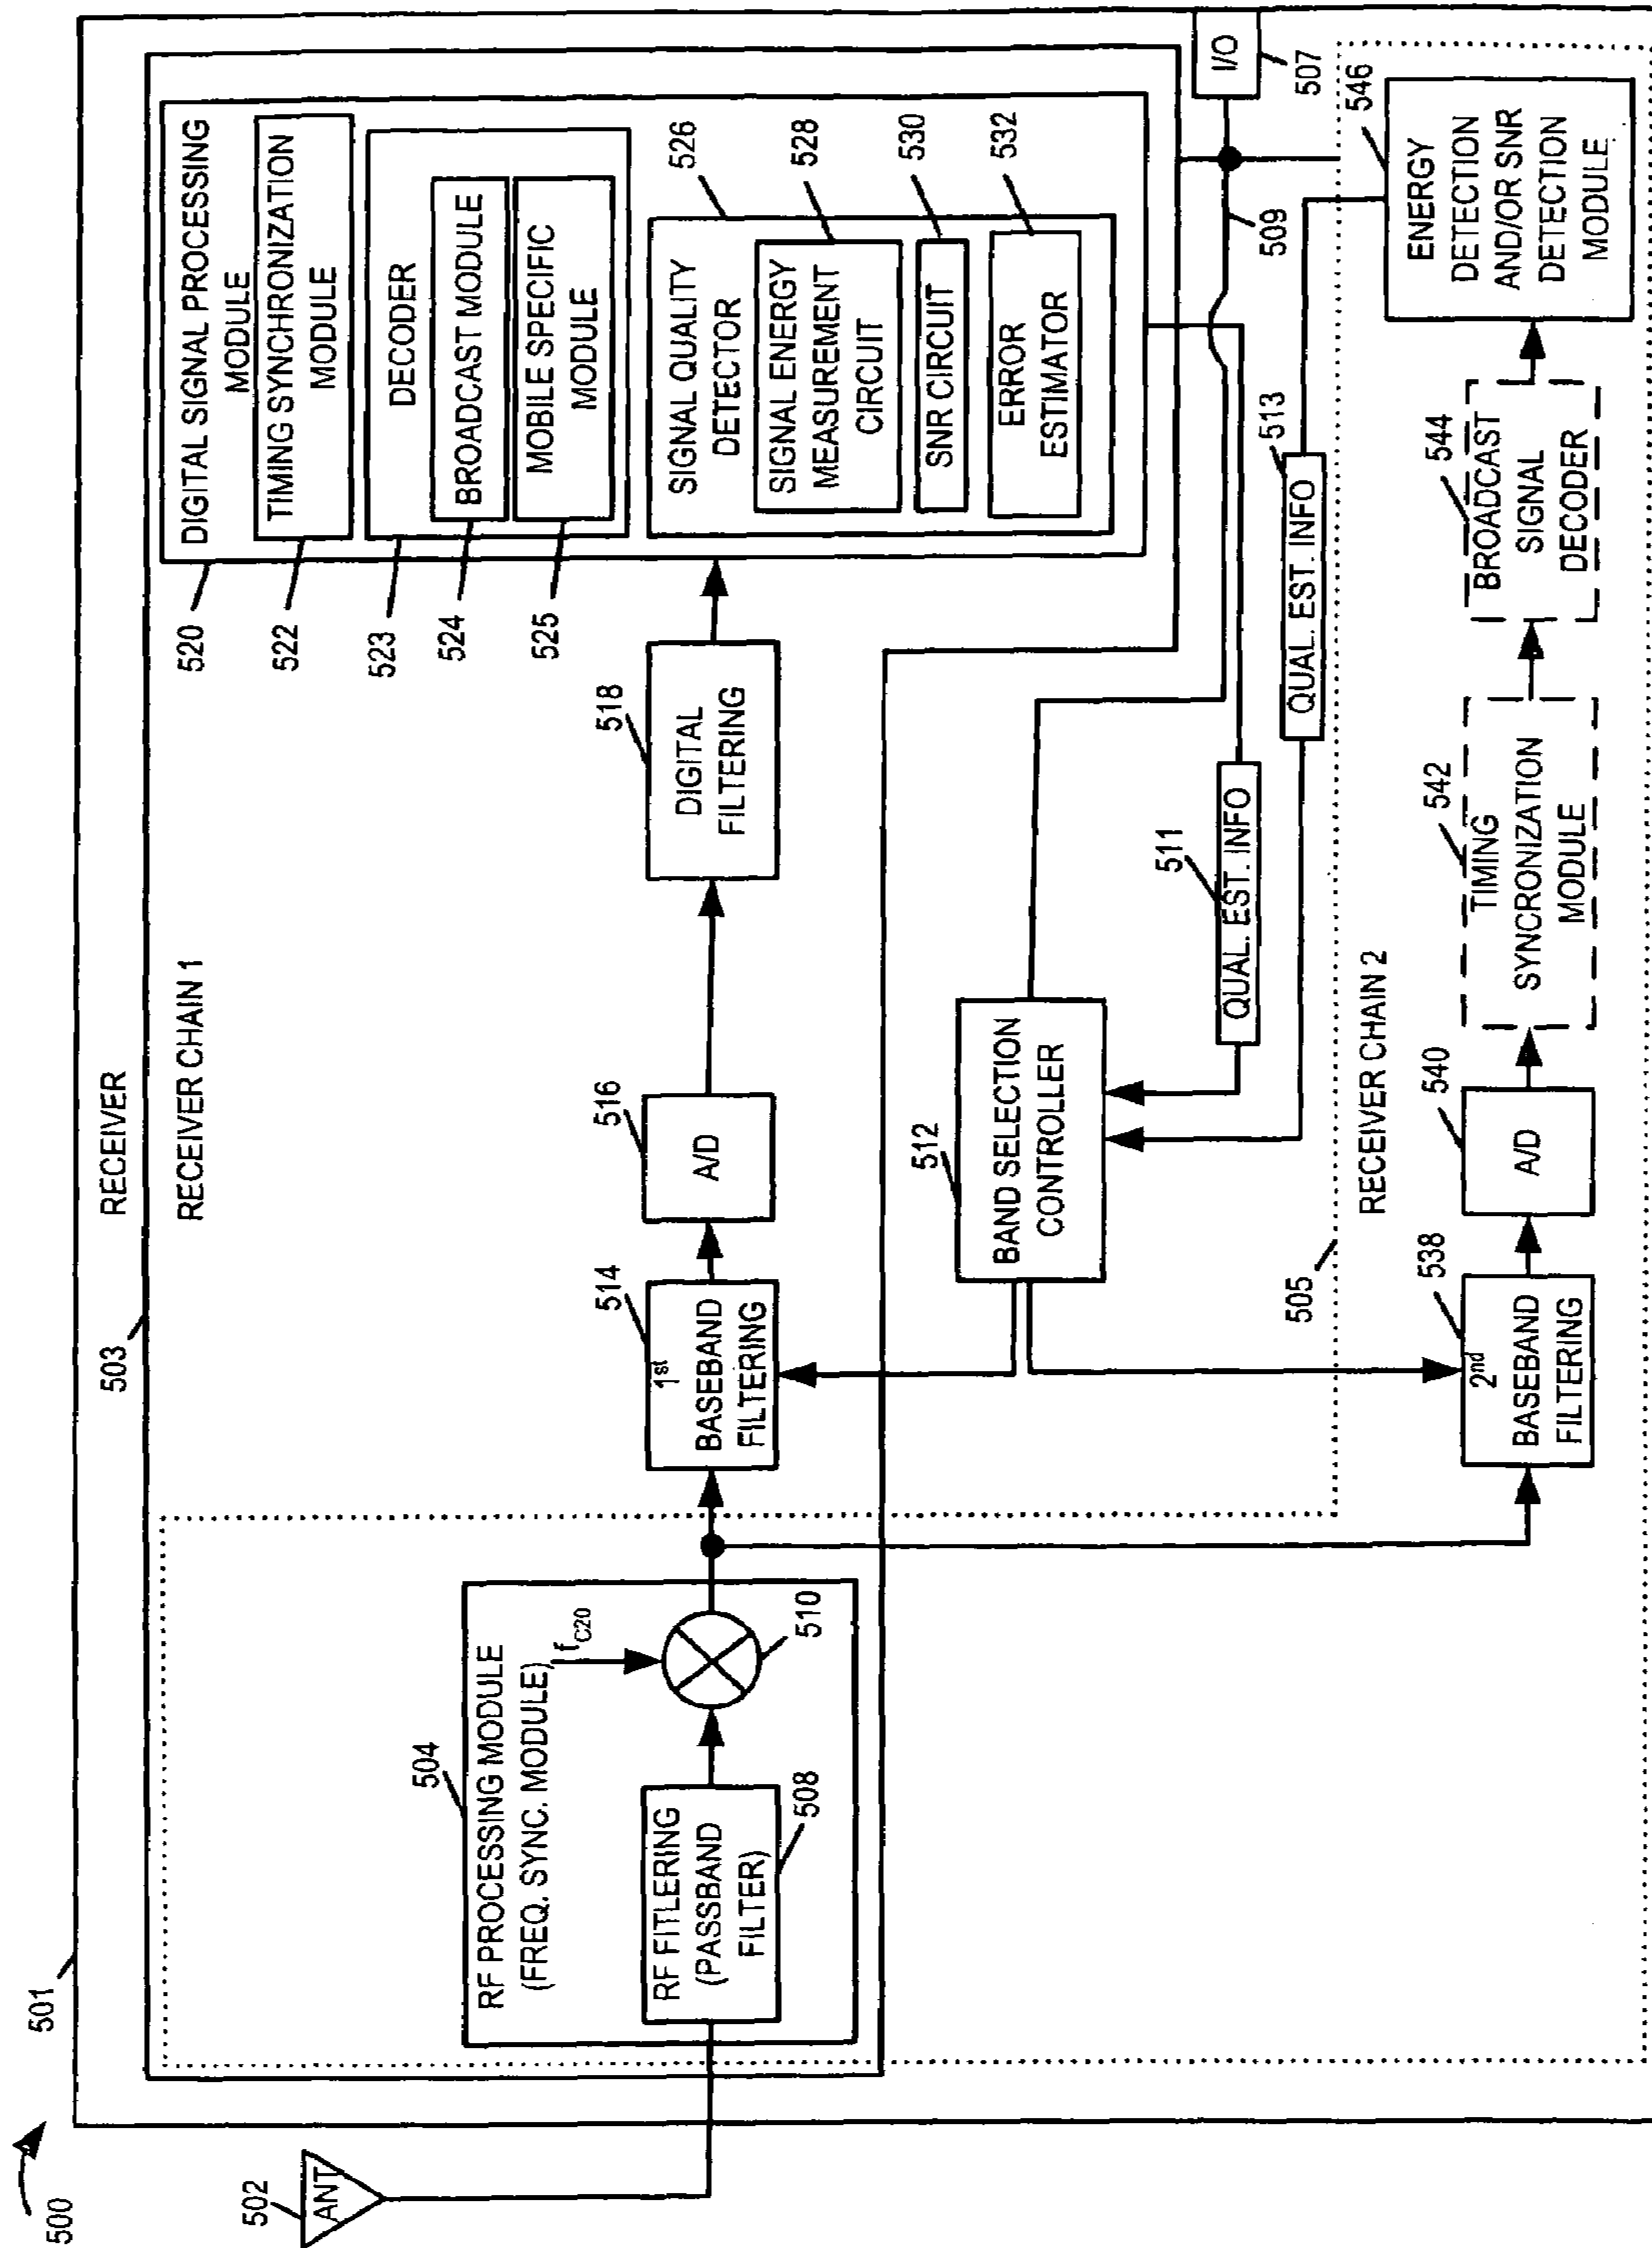 500
501
RECEIVER
503
RECEIVER CHAIN 1
502
ANT
504
RF PROCESSING MODULE
(FREQ. SYNC. MODULE)
fC20
RF FITLERING
(PASSBAND
FILTER)
508
510
514
1st
BASEBAND
FILTERING
516
A/D
518
DIGITAL
FILTERING
520
DIGITAL SIGNAL PROCESSING
MODULE
522
TIMING SYNCHRONIZATION
MODULE
523
DECODER
524
BROADCAST MODULE
525
MOBILE SPECIFIC
MODULE
526
SIGNAL QUALITY
DETECTOR
528
SIGNAL ENERGY
MEASUREMENT
CIRCUIT
530
SNR CIRCUIT
532
ERROR
ESTIMATOR
512
BAND SELECTION
CONTROLLER
511
QUAL. EST. INFO
513
QUAL. EST. INFO
509
I/O
507
505
RECEIVER CHAIN 2
538
2nd
BASEBAND
FILTERING
540
A/D
542
TIMING
SYNCRONIZATION
MODULE
544
BROADCAST
SIGNAL
DECODER
546
ENERGY
DETECTION
AND/OR SNR
DETECTION
MODULE